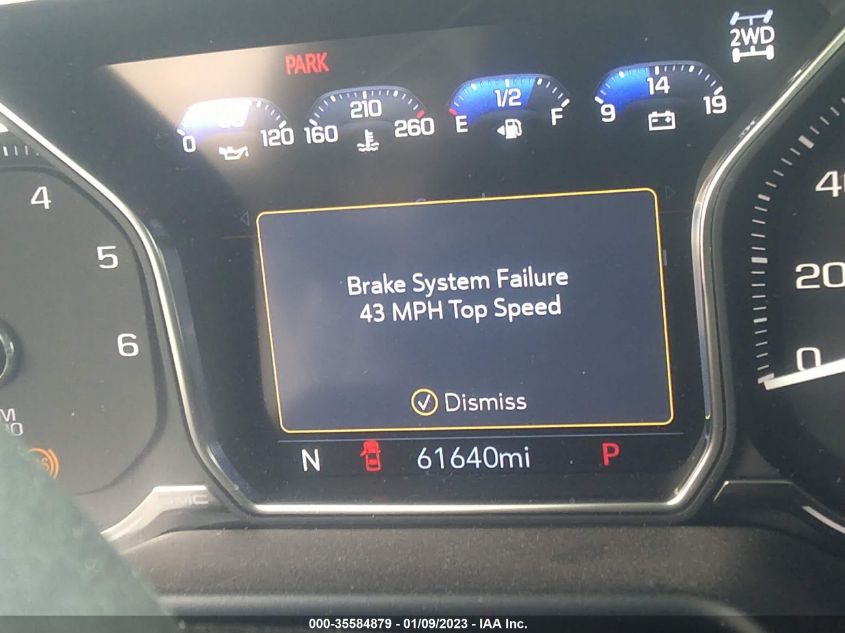 2WD
PARK
0 120
160 210 260
E 1/2 F
9 14 19
4
5
6
Brake System Failure
43 MPH Top Speed
Dismiss
N 61640mi P
GMC
20
0
000-35584879 - 01/09/2023 - IAA Inc.